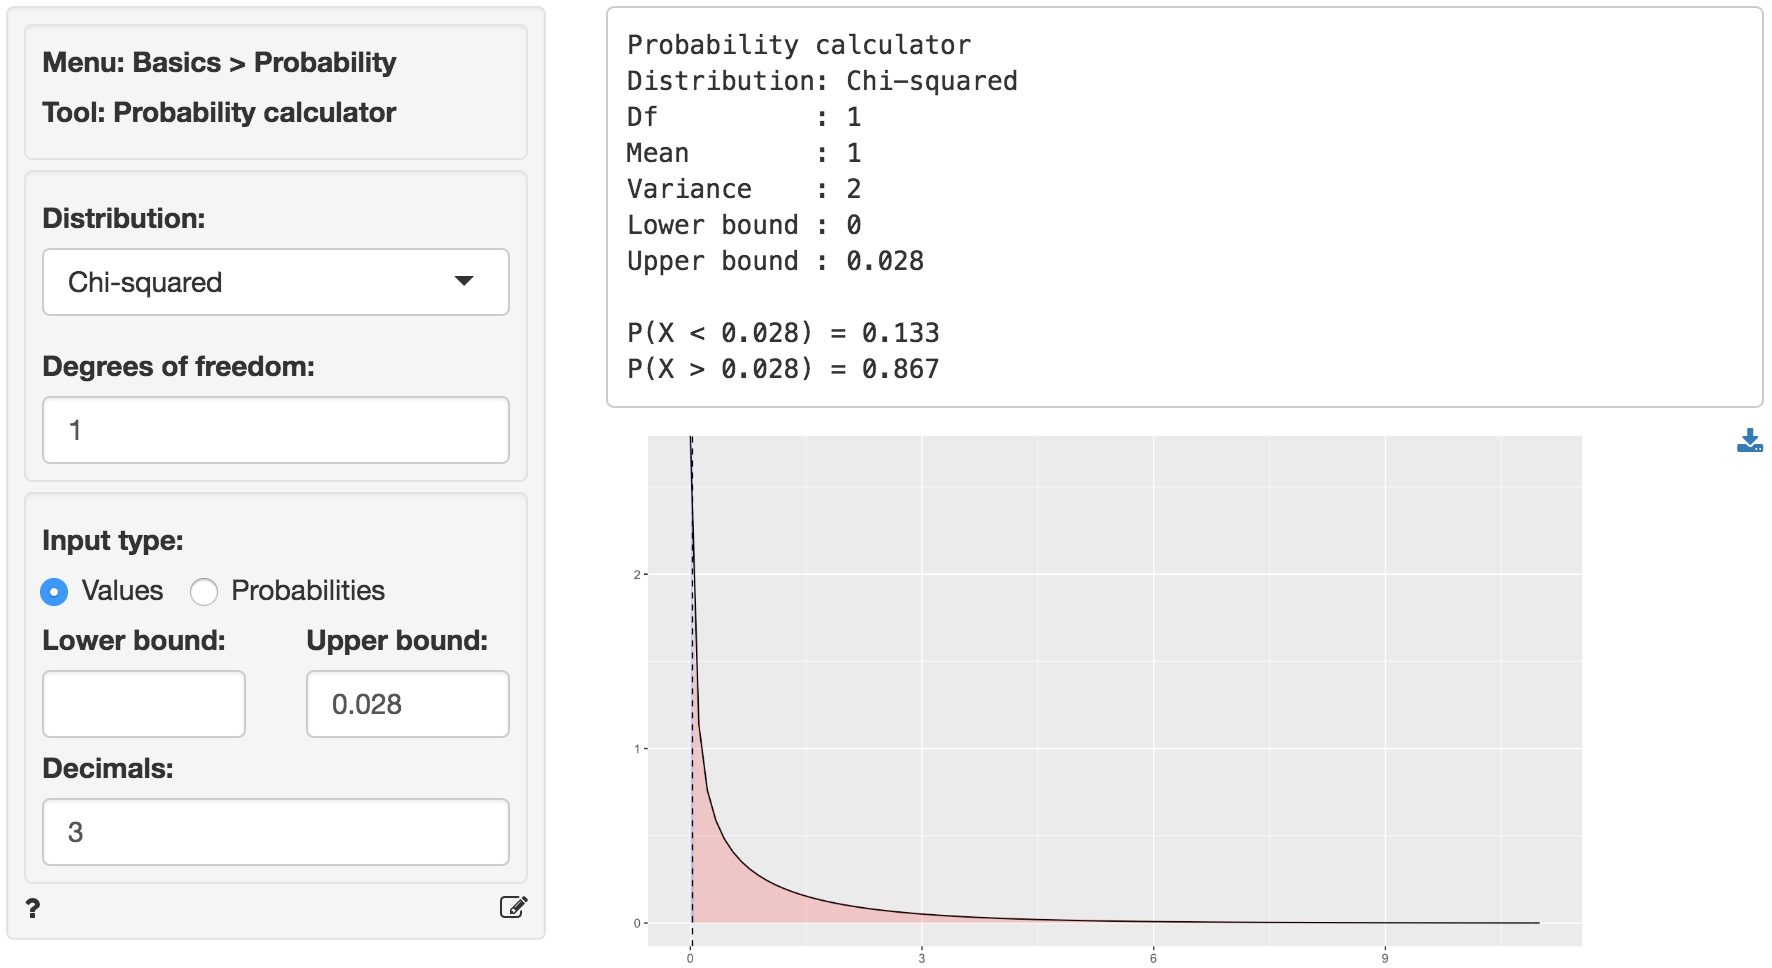 Menu: Basics > Probability
Tool: Probability calculator
Distribution:
Chi-squared
Degrees of freedom:
1
Input type:
Values Probabilities
Lower bound: Upper bound:
0.028
Decimals:
3
?
Probability calculator
Distribution: Chi-squared
Df : 1
Mean : 1
Variance : 2
Lower bound : 0
Upper bound : 0.028
P(X < 0.028) = 0.133
P(X > 0.028) = 0.867
2
1
0
0 3 6 9